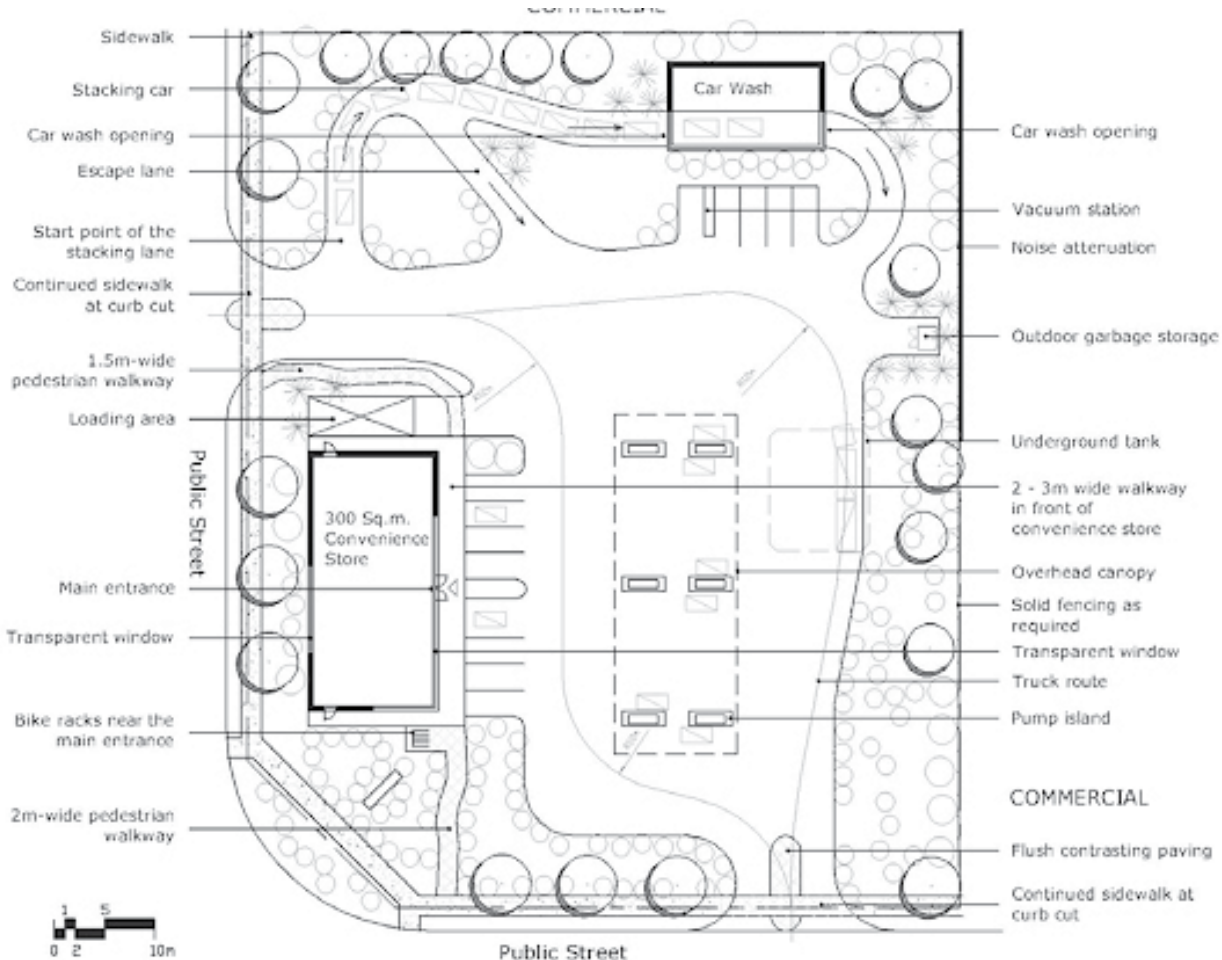 COMMERCIAL
Sidewalk
Stacking car
Car wash opening
Escape lane
Start point of the
stacking lane
Continued sidewalk
at curb cut
1.5m-wide
pedestrian walkway
Loading area
Public Street
Main entrance
Transparent window
Bike racks near the
main entrance
2m-wide pedestrian
walkway
1 5
0 2 10m
Car Wash
300 Sq.m.
Convenience
Store
Public Street
Car wash opening
Vacuum station
Noise attenuation
Outdoor garbage storage
Underground tank
2 - 3m wide walkway
in front of
convenience store
Overhead canopy
Solid fencing as
required
Transparent window
Truck route
Pump island
COMMERCIAL
Flush contrasting paving
Continued sidewalk at
curb cut